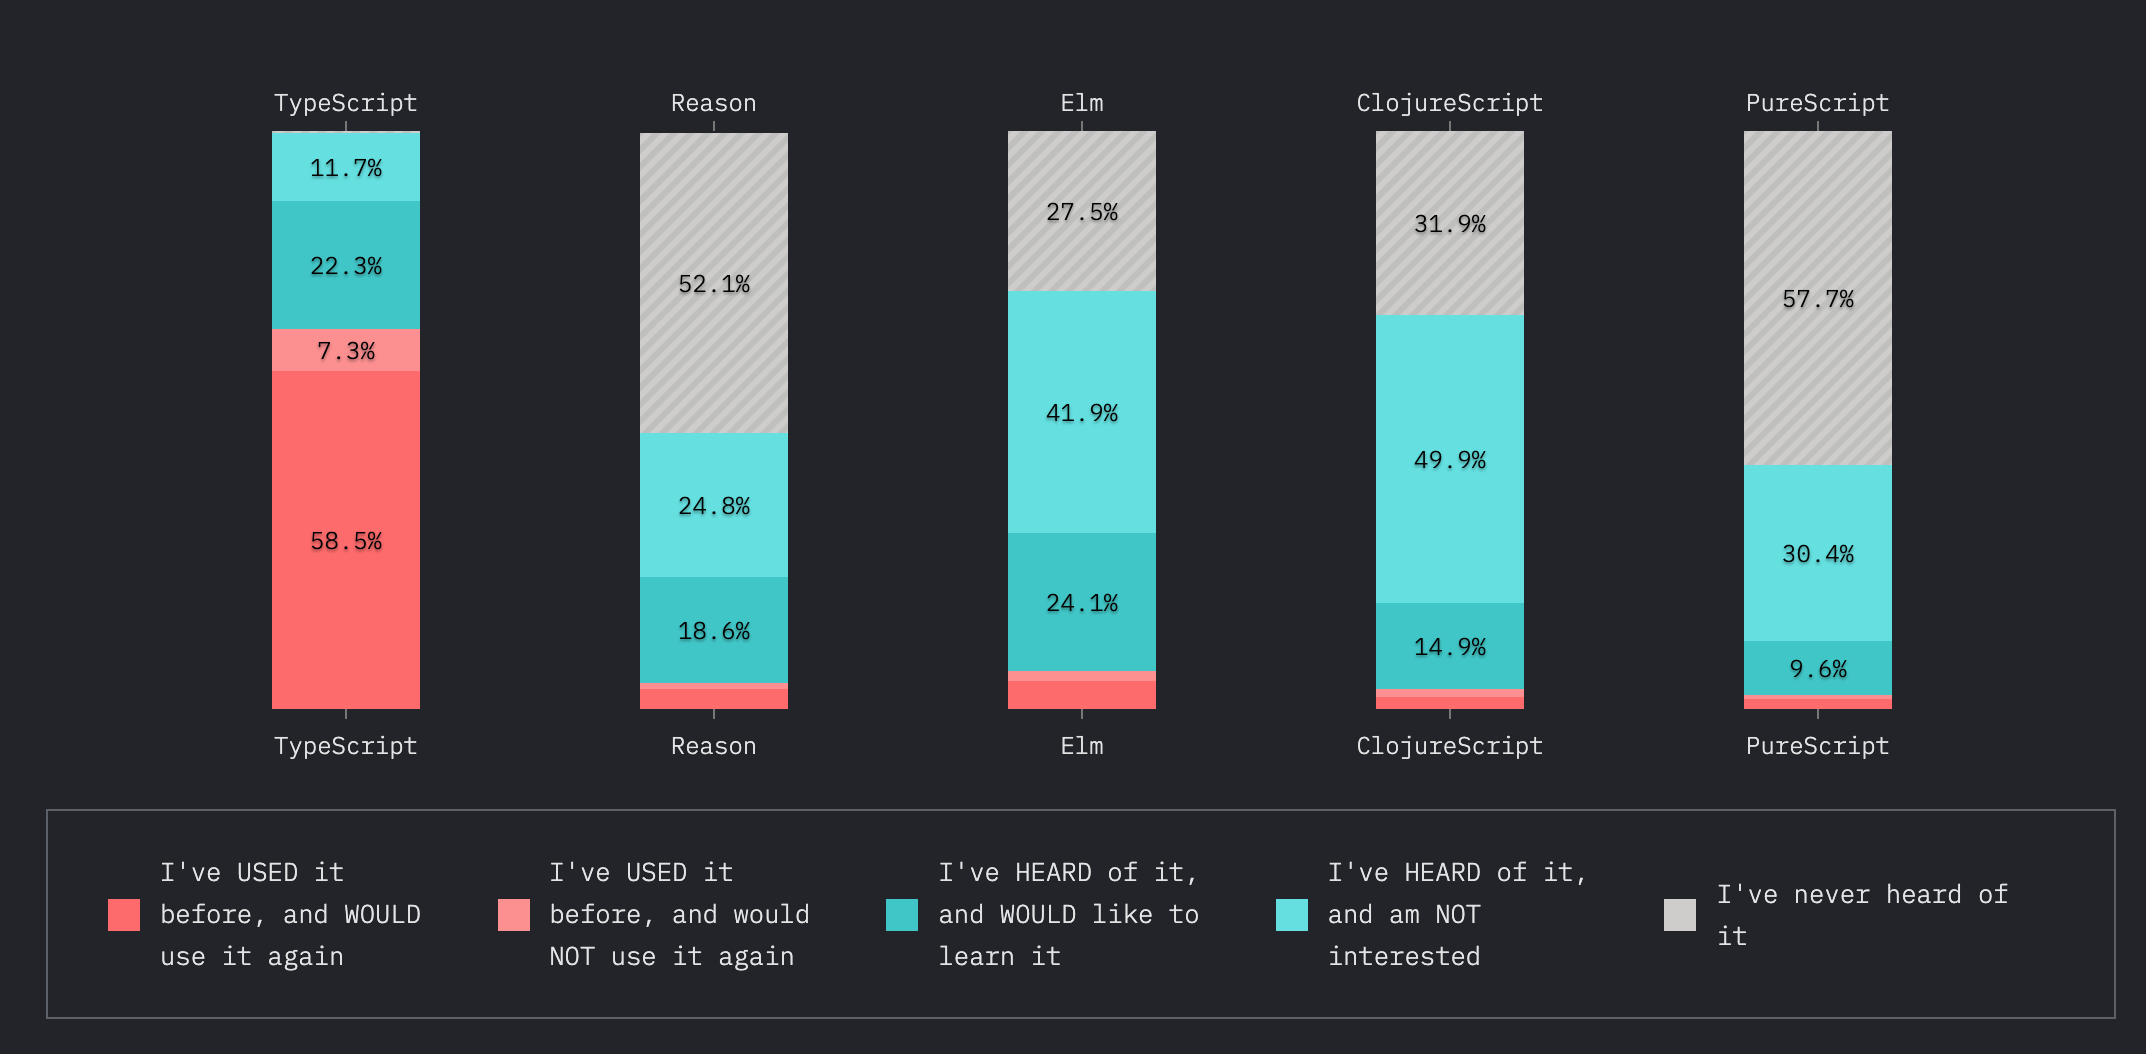 TypeScript
Reason
Elm
ClojureScript
PureScript
11.7%
22.3%
7.3%
58.5%
52.1%
24.8%
18.6%
27.5%
41.9%
24.1%
31.9%
49.9%
14.9%
57.7%
30.4%
9.6%
TypeScript
Reason
Elm
ClojureScript
PureScript
I've USED it
before, and WOULD
use it again
I've USED it
before, and would
NOT use it again
I've HEARD of it,
and WOULD like to
learn it
I've HEARD of it,
and am NOT
interested
I've never heard of
it